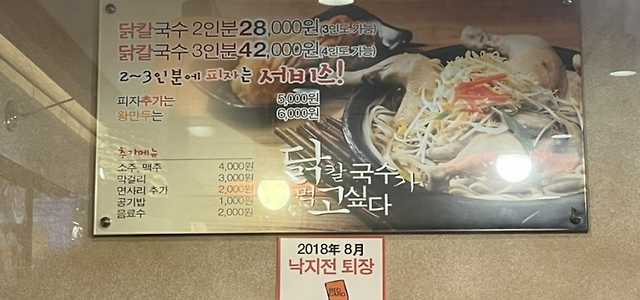 닭칼국수 2인분 28,000원(3인도 가능)
닭칼국수 3인분 42,000원(4인도 가능)
2~3인분에 피자는 서비스!
피자추가는 5,000원
왕만두는 6,000원
추가메뉴
소주, 맥주 4,000원
막걸리 3,000원
면사리 추가 2,000원
공기밥 1,000원
음료수 2,000원
닭칼국수가
먹고싶다
2018年 8月
낙지전 퇴장
RED CARD